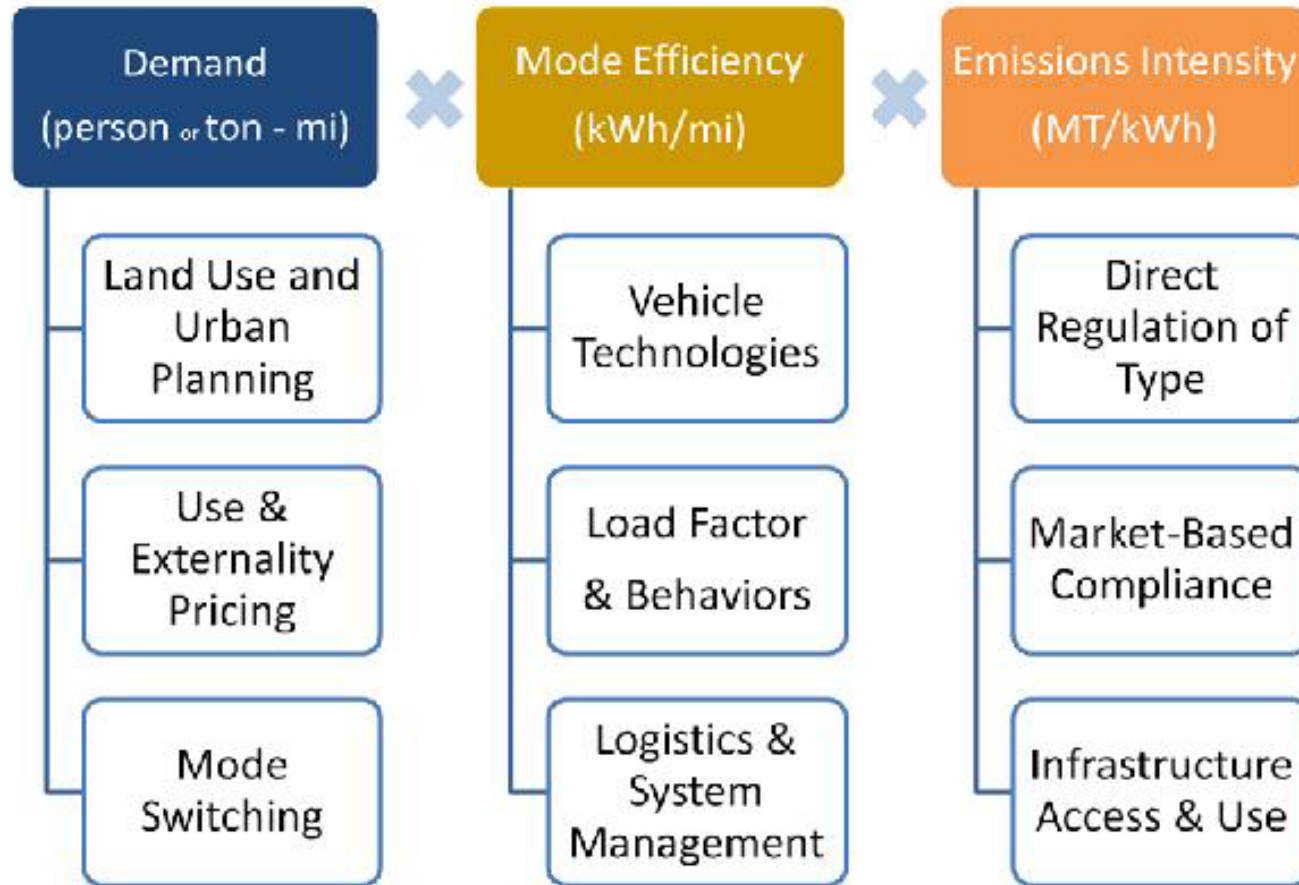 Demand
(person or ton - mi)
Mode Efficiency
(kWh/mi)
Emissions Intensity
(MT/kWh)
Land Use and
Urban
Planning
Use &
Externality
Pricing
Mode
Switching
Vehicle
Technologies
Load Factor
& Behaviors
Logistics &
System
Management
Direct
Regulation of
Type
Market-Based
Compliance
Infrastructure
Access & Use